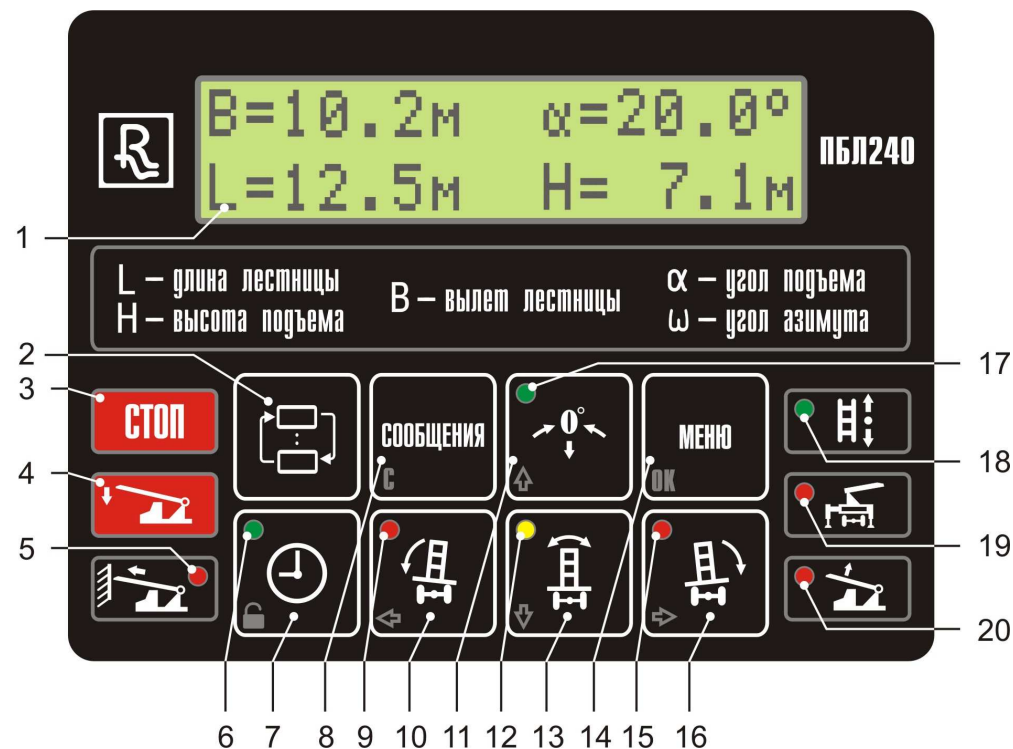 B=10.2м α=20.0°
L=12.5м H= 7.1м
ПБЛ240
1
L – длина лестницы
H – высота подъема
B – вылет лестницы
α – угол подъема
ω – угол азимута
2
3
4
5
СТОП
СООБЩЕНИЯ
C
0°
МЕНЮ
OK
17
18
19
20
6 7 8 9 10 11 12 13 14 15 16